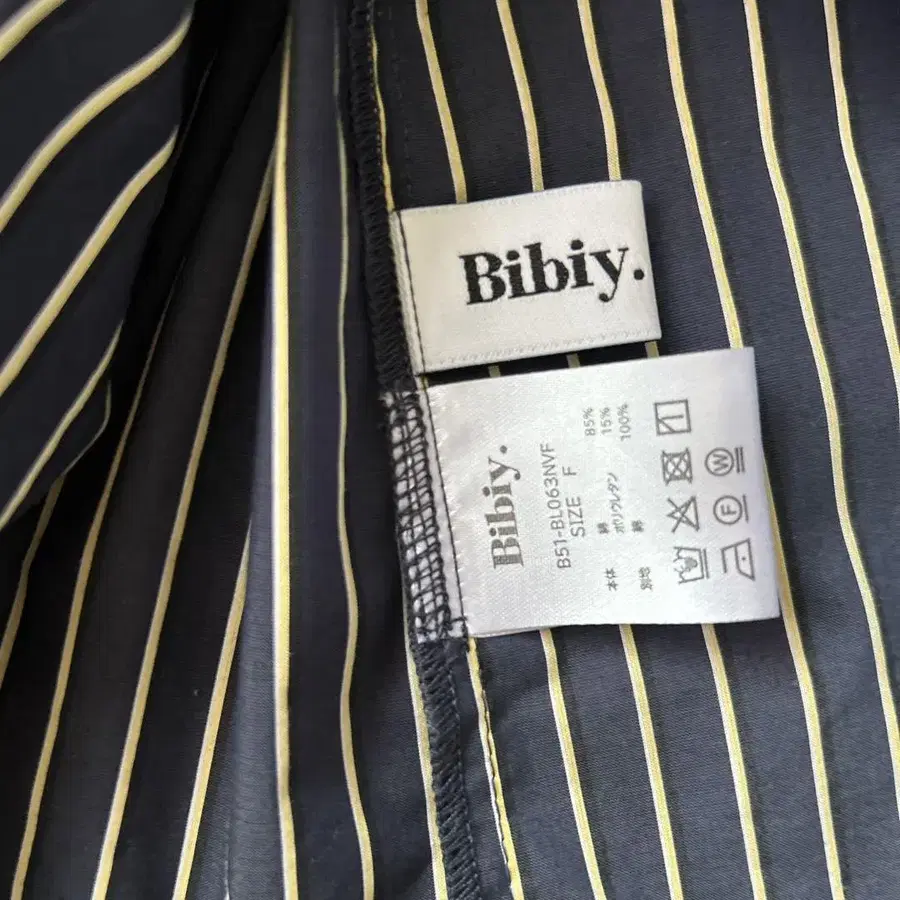 Bibiy.
Bibiy.
B51-BL063NVF
SIZE F
本体 綿 85%
ポリウレタン 15%
別地 綿 100%
W
F